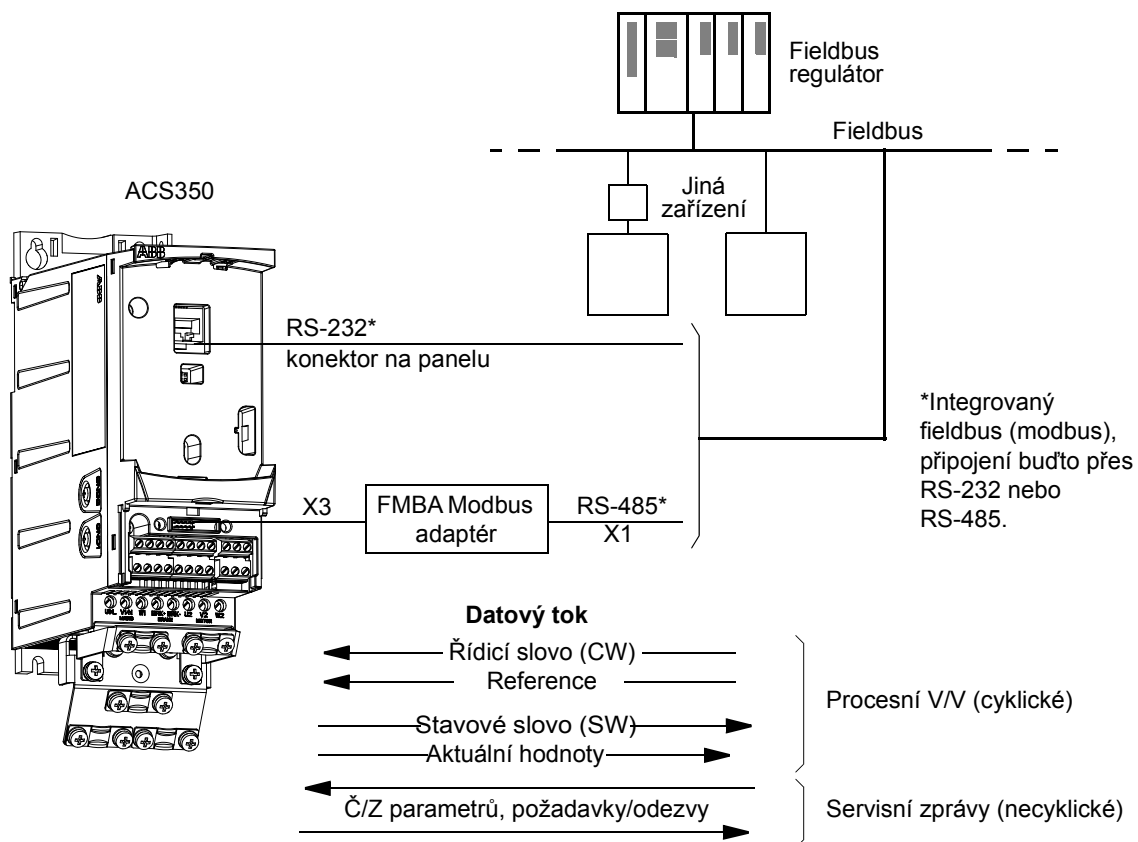 Fieldbus
regulátor
Fieldbus
Jiná
zařízení
ACS350
ABB
RS-232*
konektor na panelu
*Integrovaný
fieldbus (modbus),
připojení buďto přes
RS-232 nebo
RS-485.
X3
FMBA Modbus
adaptér
RS-485*
X1
Datový tok
Řídicí slovo (CW)
Reference
Stavové slovo (SW)
Aktuální hodnoty
Procesní V/V (cyklické)
Č/Z parametrů, požadavky/odezvy
Servisní zprávy (necyklické)